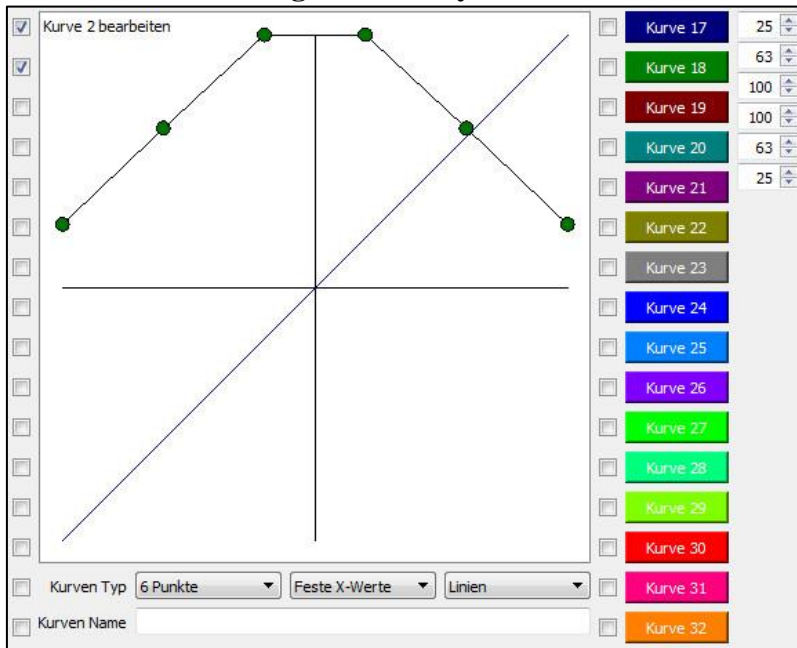 Kurve 2 bearbeiten
Kurve 17 25
Kurve 18 63
Kurve 19 100
Kurve 20 100
Kurve 21 63
Kurve 22 25
Kurve 23
Kurve 24
Kurve 25
Kurve 26
Kurve 27
Kurve 28
Kurve 29
Kurve 30
Kurven Typ 6 Punkte Feste X-Werte Linien Kurve 31
Kurven Name Kurve 32